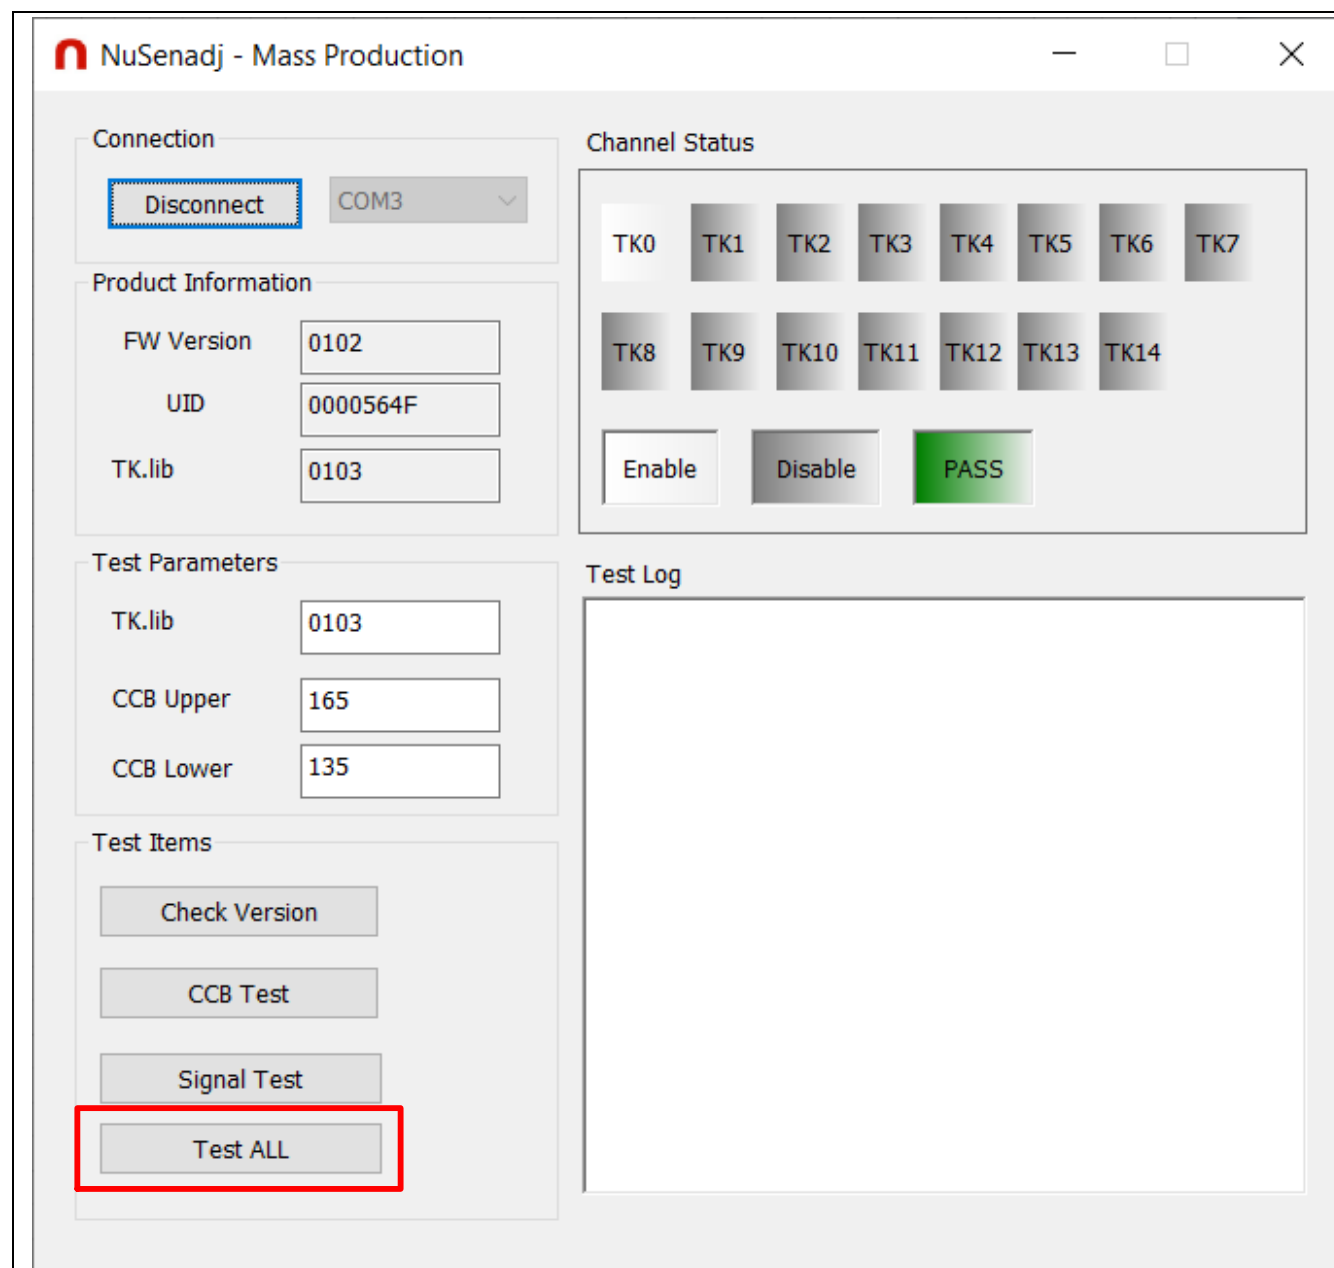 NuSenadj - Mass Production
Connection
Disconnect COM3
Product Information
FW Version 0102
UID 0000564F
TK.lib 0103
Test Parameters
TK.lib 0103
CCB Upper 165
CCB Lower 135
Test Items
Check Version
CCB Test
Signal Test
Test ALL
Channel Status
TK0 TK1 TK2 TK3 TK4 TK5 TK6 TK7
TK8 TK9 TK10 TK11 TK12 TK13 TK14
Enable Disable PASS
Test Log